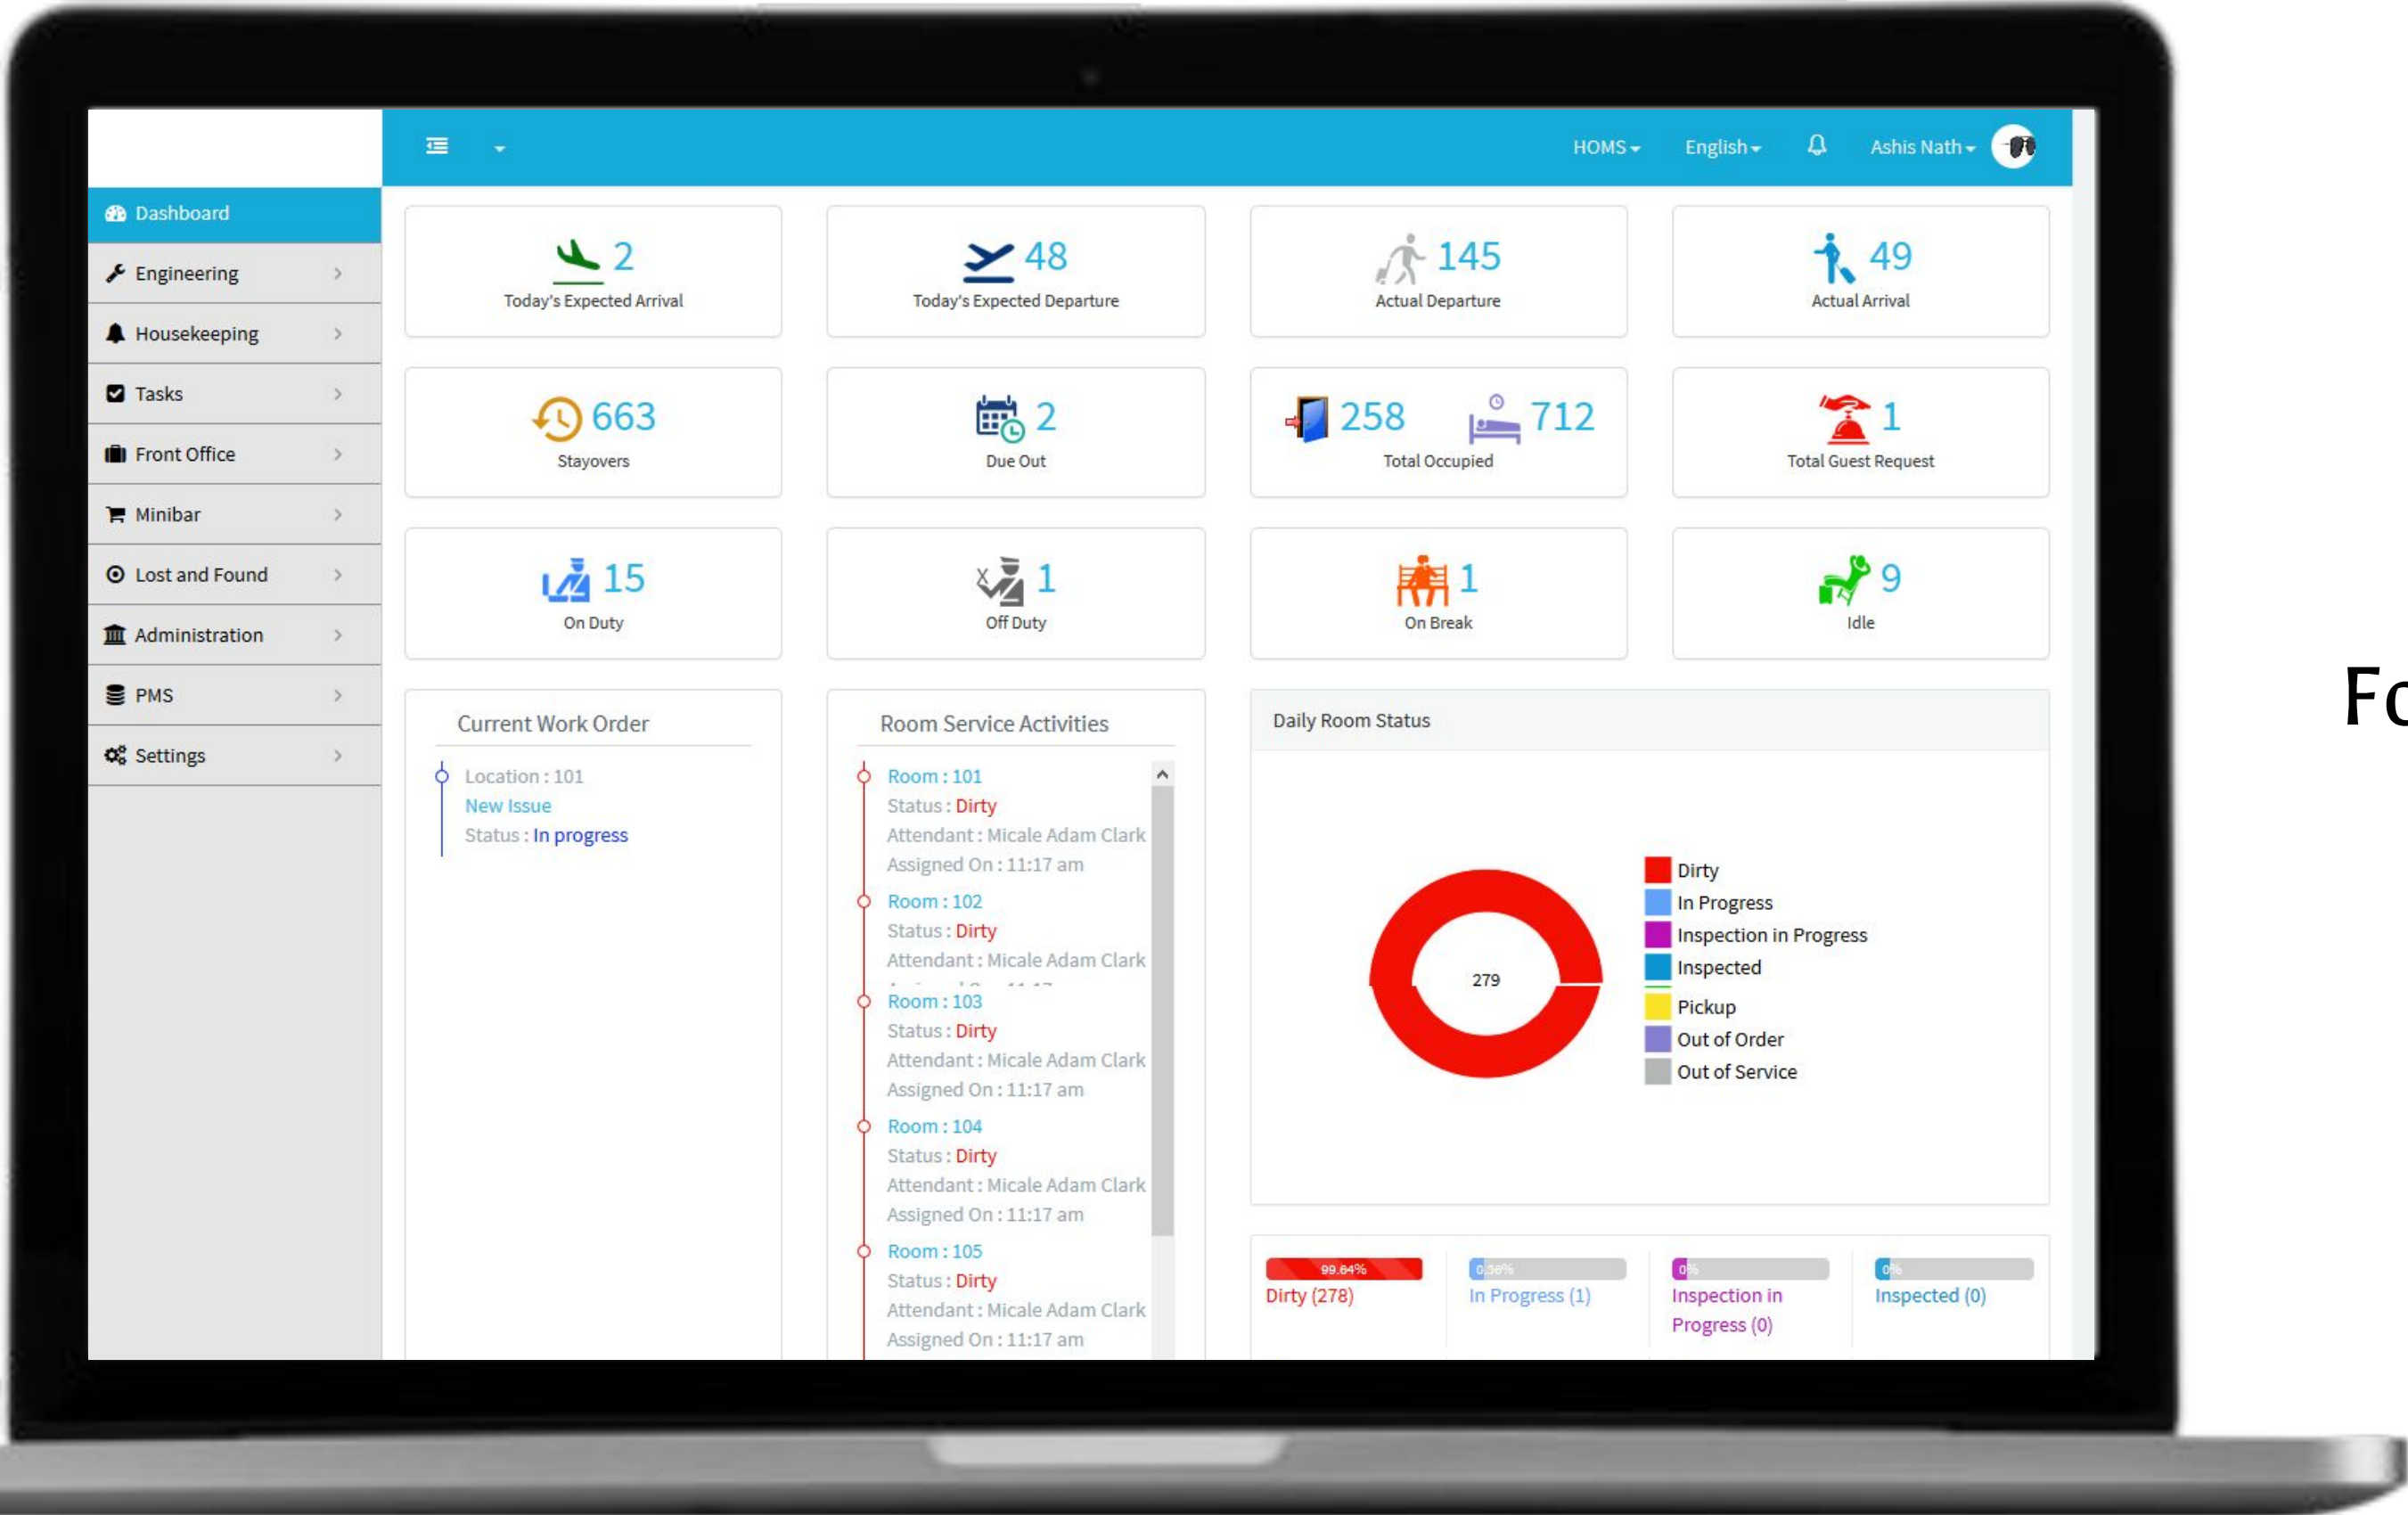 HOMS
English
Ashis Nath
Dashboard
Engineering
Housekeeping
Tasks
Front Office
Minibar
Lost and Found
Administration
PMS
Settings
2
Today's Expected Arrival
48
Today's Expected Departure
145
Actual Departure
49
Actual Arrival
663
Stayovers
2
Due Out
258
712
Total Occupied
1
Total Guest Request
15
On Duty
X
1
Off Duty
1
On Break
9
Idle
Current Work Order
Location : 101
New Issue
Status : In progress
Room Service Activities
Room : 101
Status : Dirty
Attendant : Micale Adam Clark
Assigned On : 11:17 am
Room : 102
Status : Dirty
Attendant : Micale Adam Clark
Room : 103
Status : Dirty
Attendant : Micale Adam Clark
Assigned On : 11:17 am
Room : 104
Status : Dirty
Attendant : Micale Adam Clark
Assigned On : 11:17 am
Room : 105
Status : Dirty
Attendant : Micale Adam Clark
Assigned On : 11:17 am
Daily Room Status
279
Dirty
In Progress
Inspection in Progress
Inspected
Pickup
Out of Order
Out of Service
99.64%
Dirty (278)
0.36%
In Progress (1)
0%
Inspection in
Progress (0)
0%
Inspected (0)